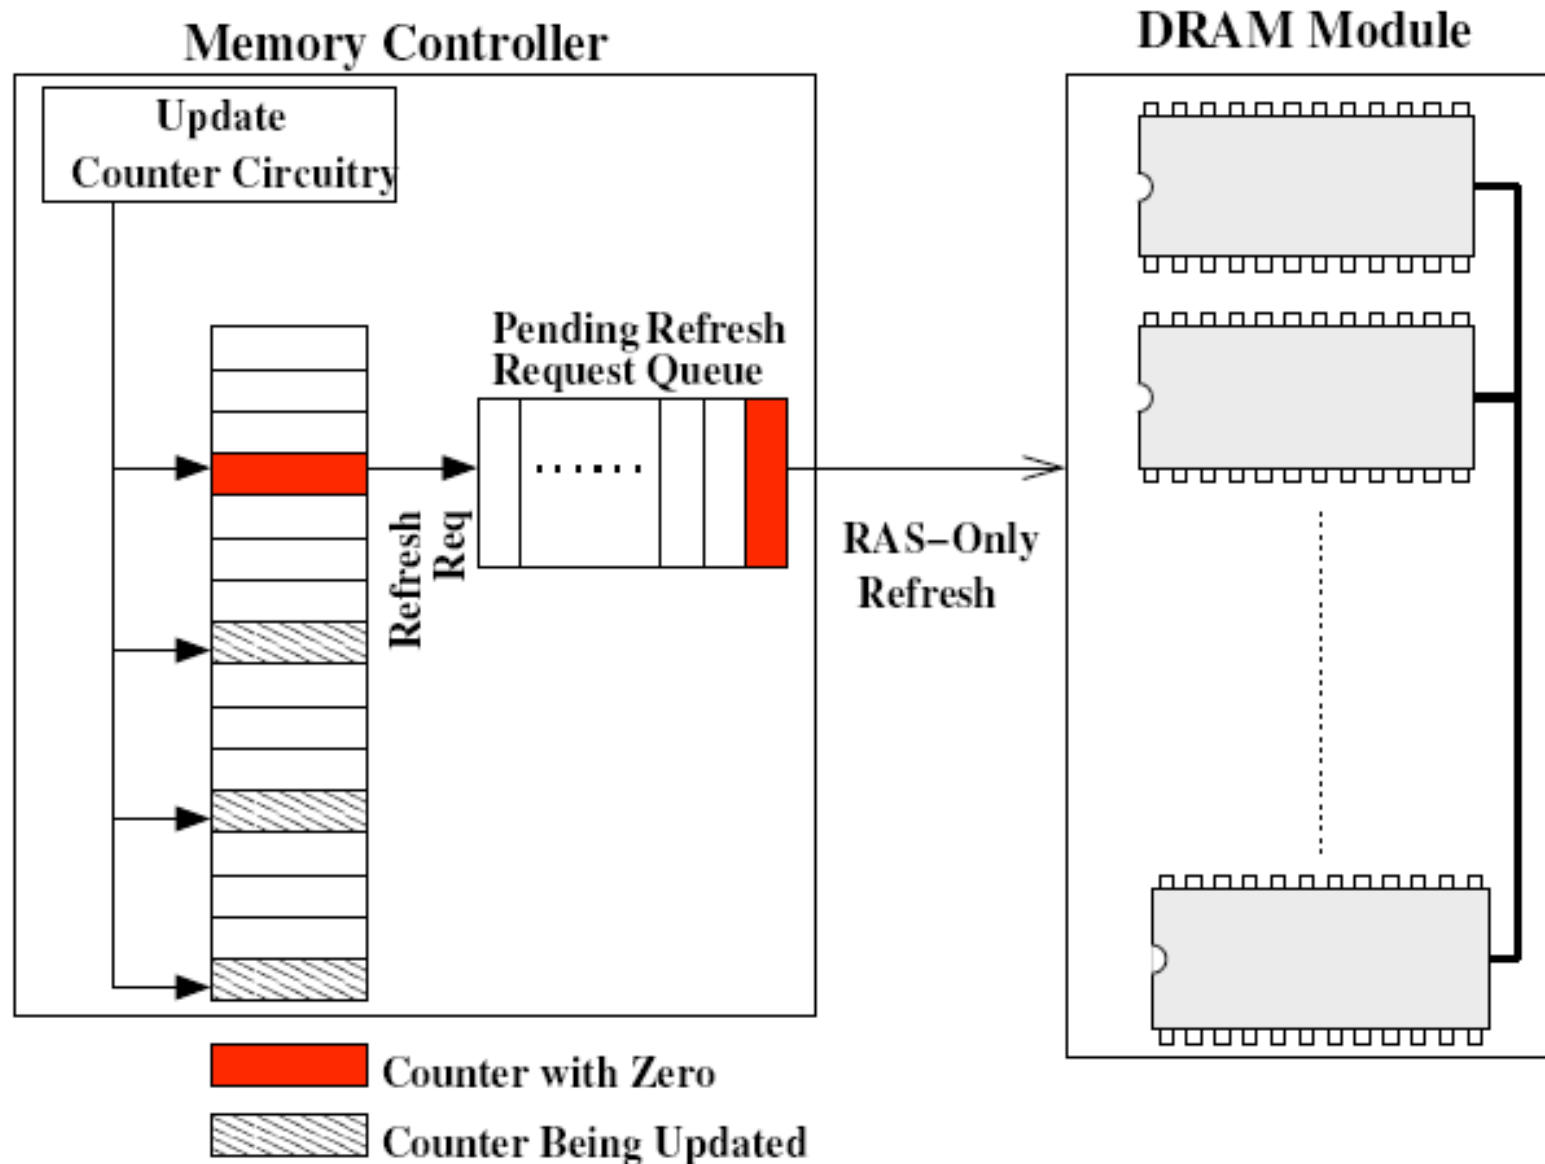 Memory Controller
DRAM Module
Update
Counter Circuitry
Pending Refresh
Request Queue
Refresh
Req
RAS–Only
Refresh
Counter with Zero
Counter Being Updated